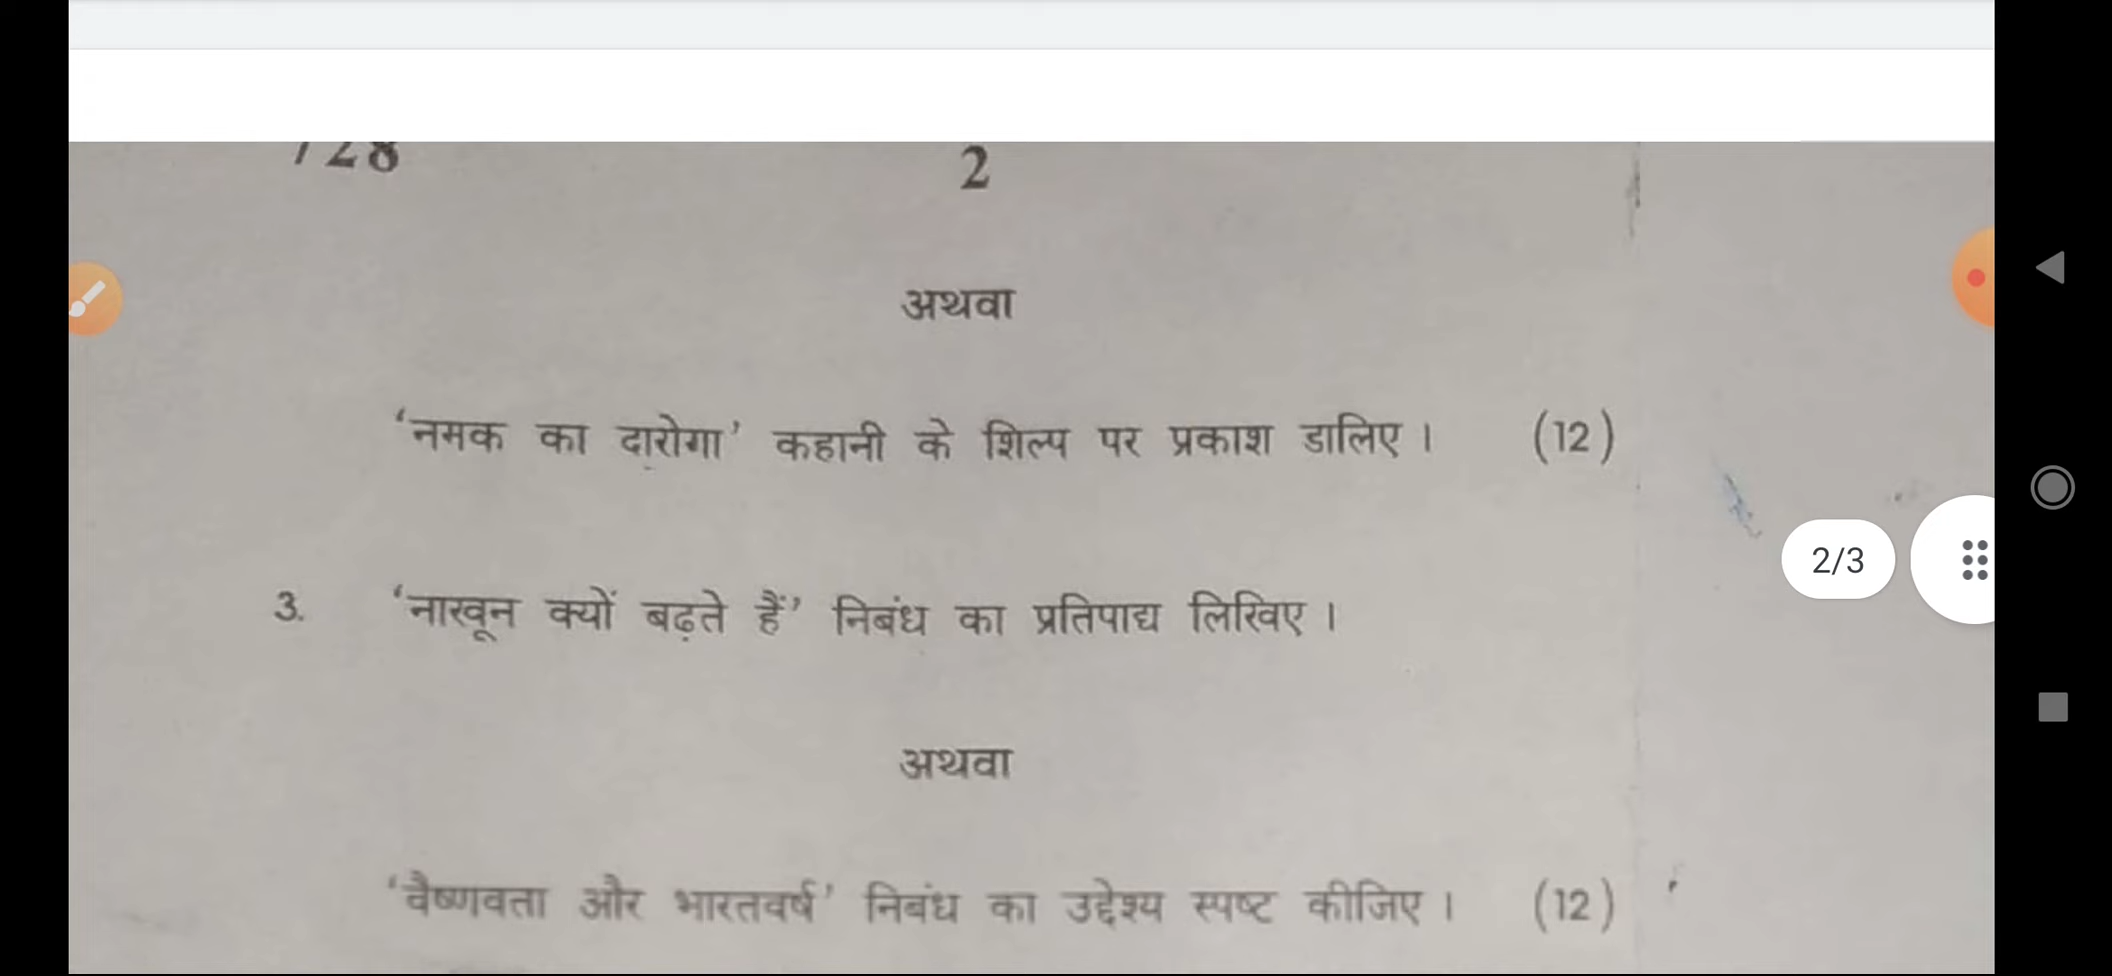 728 2
अथवा
‘नमक का दारोगा’ कहानी के शिल्प पर प्रकाश डालिए। (12)
2/3
3. ‘नाखून क्यों बढ़ते हैं’ निबंध का प्रतिपाद्य लिखिए।
अथवा
‘वैष्णवता और भारतवर्ष’ निबंध का उद्देश्य स्पष्ट कीजिए। (12)